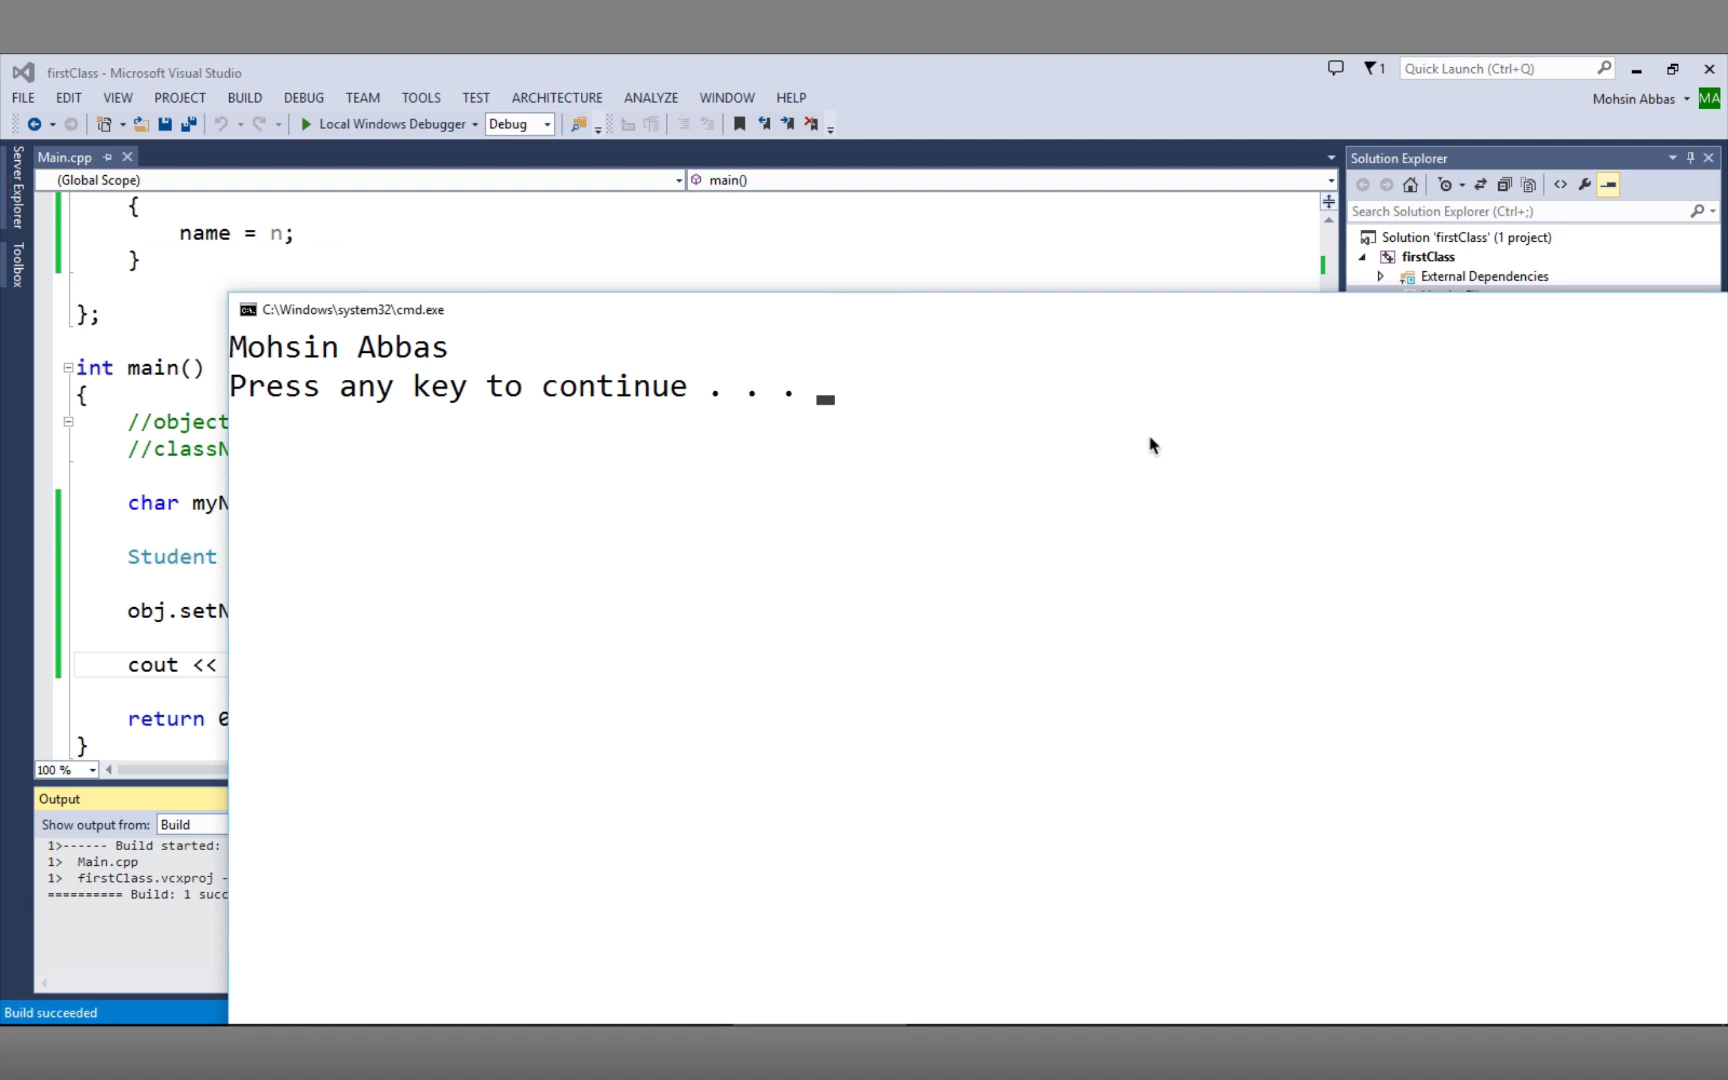 firstClass - Microsoft Visual Studio
1
Quick Launch (Ctrl+Q)
FILE EDIT VIEW PROJECT BUILD DEBUG TEAM TOOLS TEST ARCHITECTURE ANALYZE WINDOW HELP
Mohsin Abbas
MA
Local Windows Debugger
Debug
Server Explorer
Toolbox
Main.cpp
(Global Scope)
main()
{
name = n;
}
};
int main()
{
//object
//classN
char myN
Student
obj.setN
cout <<
return 0
}
100 %
C:\Windows\system32\cmd.exe
Mohsin Abbas
Press any key to continue . . .
Solution Explorer
Search Solution Explorer (Ctrl+;)
Solution 'firstClass' (1 project)
firstClass
External Dependencies
Output
Show output from: Build
1>------ Build started:
1> Main.cpp
1> firstClass.vcxproj -
========== Build: 1 succ
Build succeeded